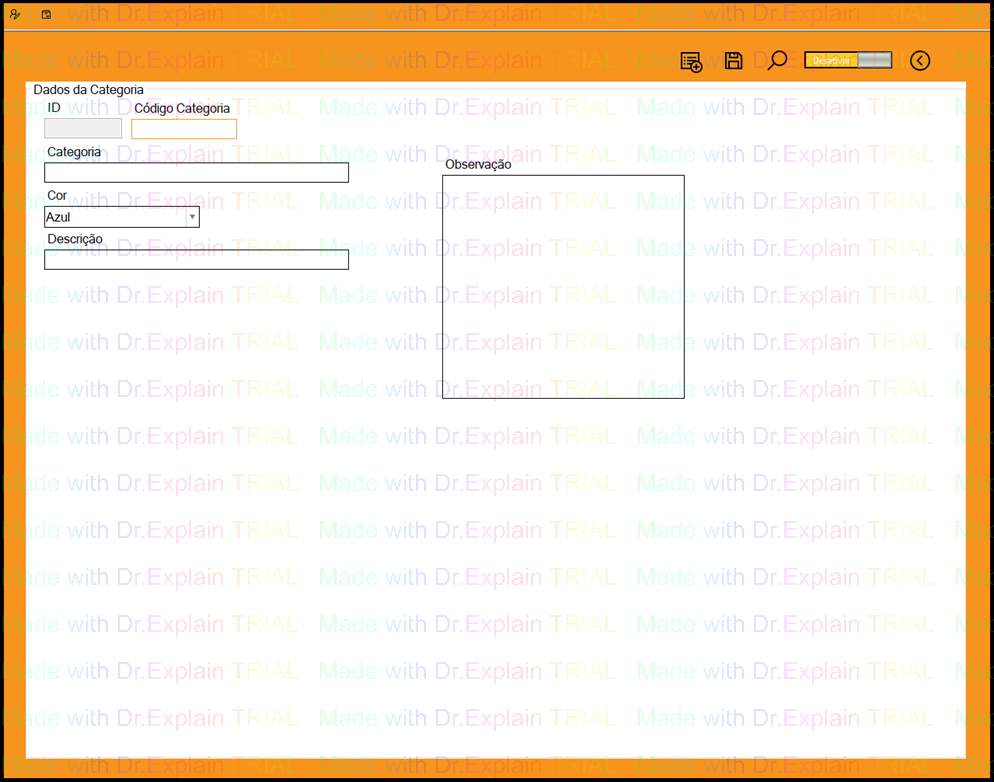 Desativar
Dados da Categoria
ID
Código Categoria
Categoria
Observação
Cor
Azul
Descrição
Made with Dr.Explain TRIAL